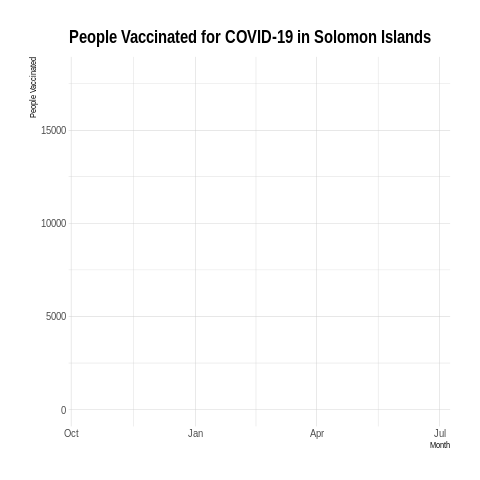 People Vaccinated for COVID-19 in Solomon Islands
People Vaccinated
15000
10000
5000
0
Oct
Jan
Apr
Jul
Month